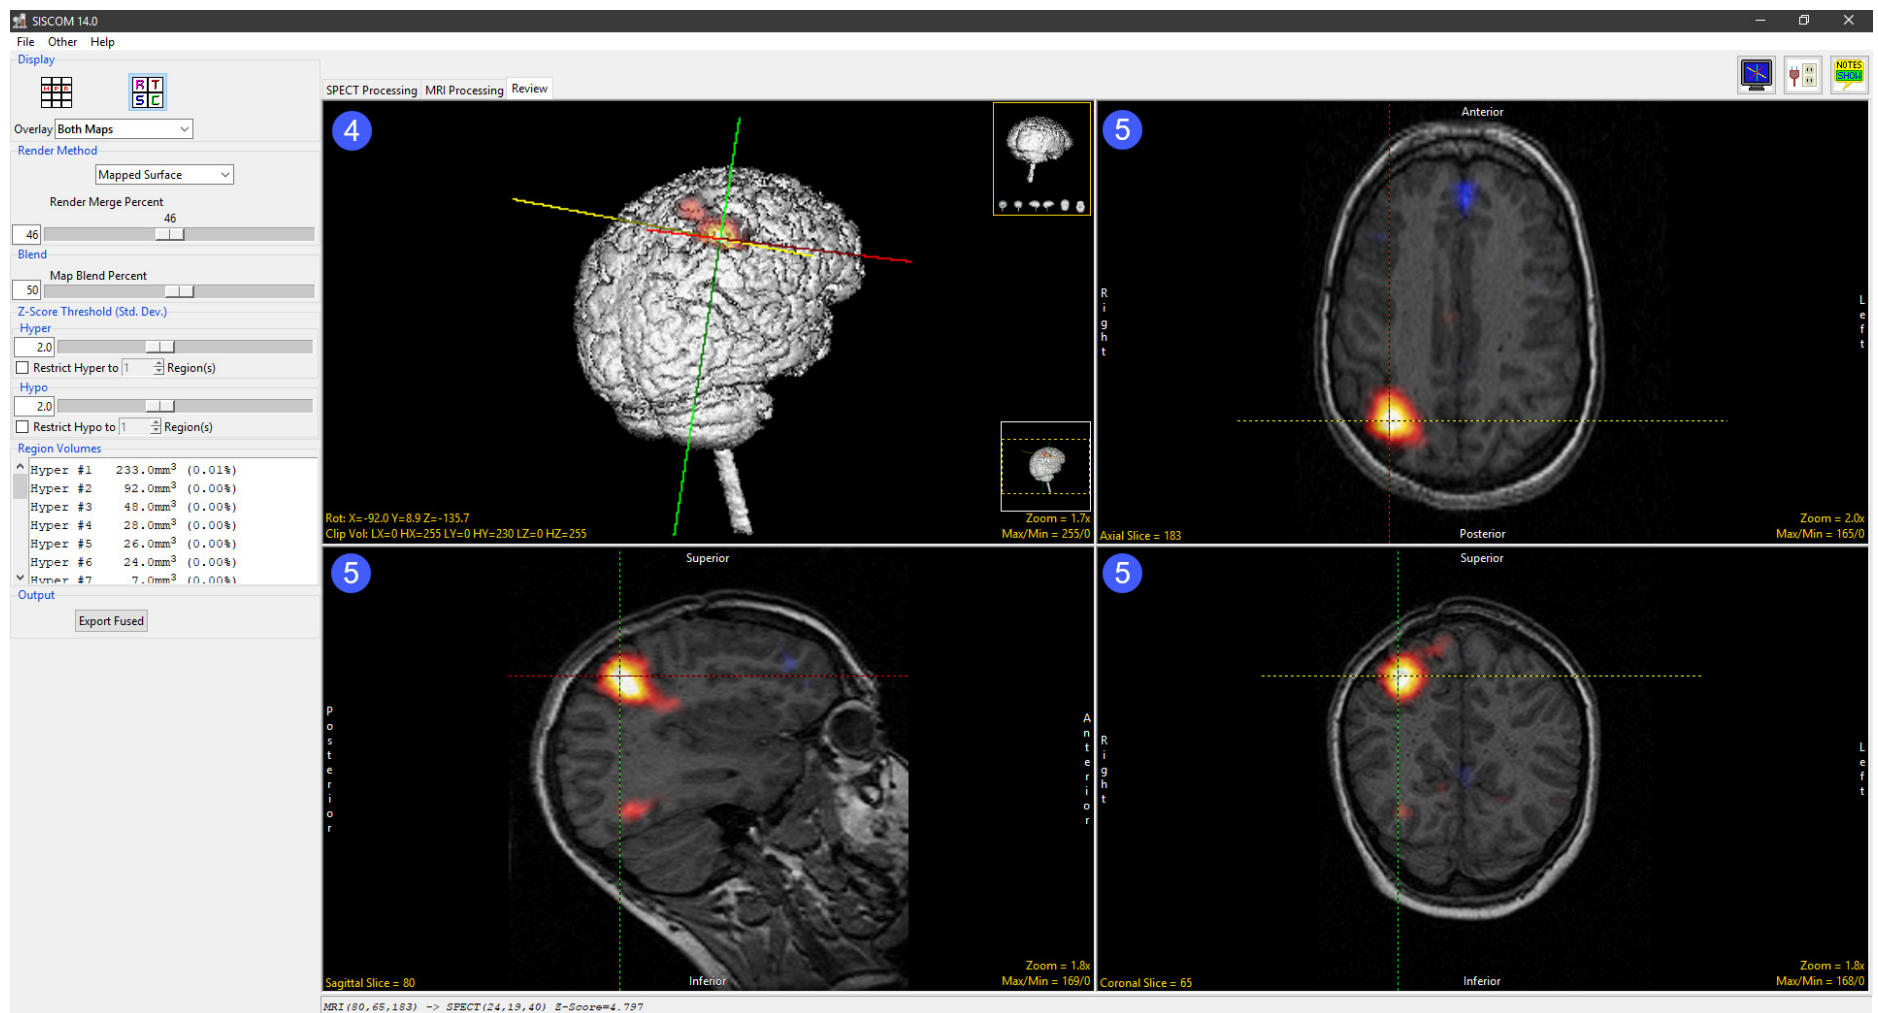 SISCOM 14.0
File Other Help
Display
M P R
R T
S C
Overlay Both Maps
Render Method
Mapped Surface
Render Merge Percent
46
46
Blend
Map Blend Percent
50
Z-Score Threshold (Std. Dev.)
Hyper
2.0
Restrict Hyper to 1 Region(s)
Hypo
2.0
Restrict Hypo to 1 Region(s)
Region Volumes
Hyper #1 233.0mm³ (0.01%)
Hyper #2 92.0mm³ (0.00%)
Hyper #3 48.0mm³ (0.00%)
Hyper #4 28.0mm³ (0.00%)
Hyper #5 26.0mm³ (0.00%)
Hyper #6 24.0mm³ (0.00%)
Hyper #7 7.0mm³ (0.00%)
Output
Export Fused
SPECT Processing MRI Processing Review
NOTES
SHOW
4
Rot: X=-92.0 Y=8.9 Z=-135.7
Clip Vol: LX=0 HX=255 LY=0 HY=230 LZ=0 HZ=255
Zoom = 1.7x
Max/Min = 255/0
5
Anterior
Right
Left
Axial Slice = 183
Posterior
Zoom = 2.0x
Max/Min = 165/0
5
Superior
Posterior
Anterior
Sagittal Slice = 80
Inferior
Zoom = 1.8x
Max/Min = 169/0
5
Superior
Right
Left
Coronal Slice = 65
Inferior
Zoom = 1.8x
Max/Min = 168/0
MRI(80,65,183) -> SPECT(24,19,40) Z-Score=4.797